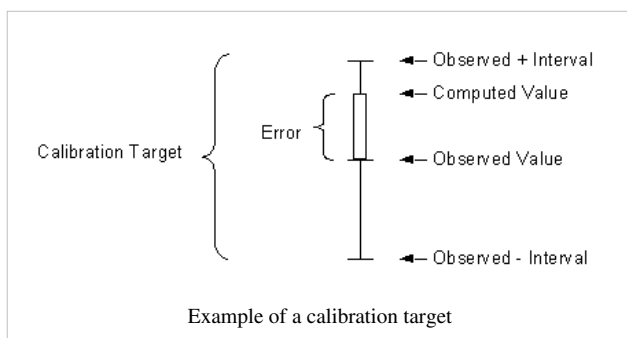 Observed + Interval
Computed Value
Error
Calibration Target
Observed Value
Observed - Interval
Example of a calibration target